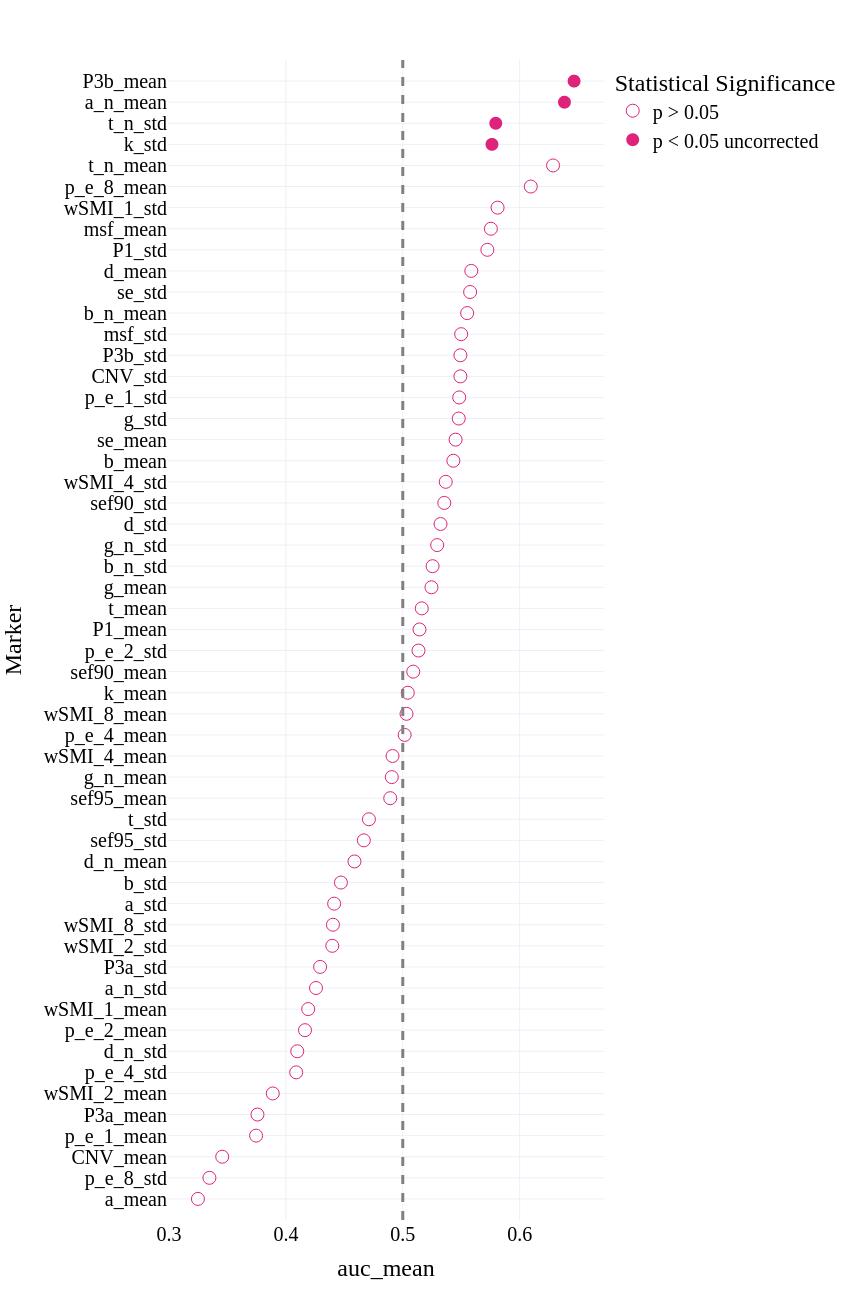 P3b_mean
a_n_mean
t_n_std
k_std
t_n_mean
p_e_8_mean
wSMI_1_std
msf_mean
P1_std
d_mean
se_std
b_n_mean
msf_std
P3b_std
CNV_std
p_e_1_std
g_std
se_mean
b_mean
wSMI_4_std
sef90_std
d_std
g_n_std
b_n_std
g_mean
t_mean
P1_mean
p_e_2_std
sef90_mean
k_mean
wSMI_8_mean
p_e_4_mean
wSMI_4_mean
g_n_mean
sef95_mean
t_std
sef95_std
d_n_mean
b_std
a_std
wSMI_8_std
wSMI_2_std
P3a_std
a_n_std
wSMI_1_mean
p_e_2_mean
d_n_std
p_e_4_std
wSMI_2_mean
P3a_mean
p_e_1_mean
CNV_mean
p_e_8_std
a_mean
Marker
0.3 0.4 0.5 0.6
auc_mean
Statistical Significance
p > 0.05
p < 0.05 uncorrected